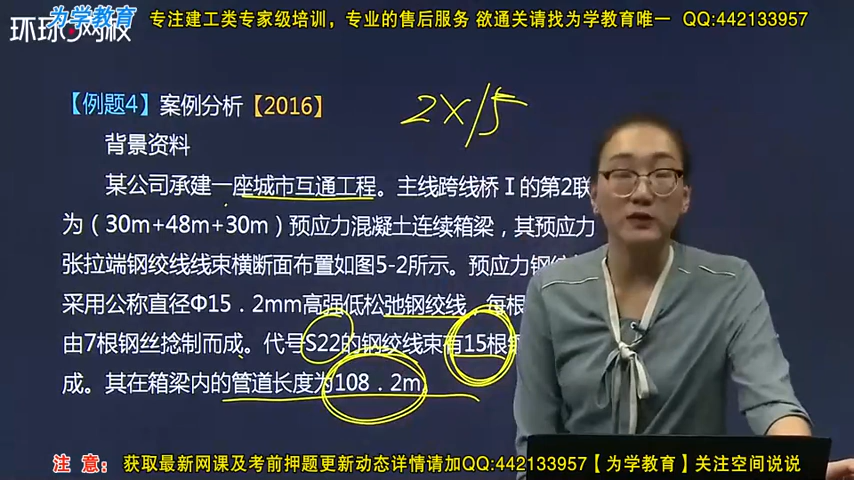 为学教育
环球网校
专注建工类专家级培训，专业的售后服务 欲通关请找为学教育唯一 QQ:442133957
【例题4】案例分析【2016】
2X15
背景资料
某公司承建一座城市互通工程。主线跨线桥Ⅰ的第2联
为（30m+48m+30m）预应力混凝土连续箱梁，其预应力
张拉端钢绞线线束横断面布置如图5-2所示。预应力钢
采用公称直径Φ15．2mm高强低松弛钢绞线，每根
由7根钢丝捻制而成。代号S22的钢绞线束有15根
成。其在箱梁内的管道长度为108．2m。
注 意： 获取最新网课及考前押题更新动态详情请加QQ:442133957【为学教育】关注空间说说